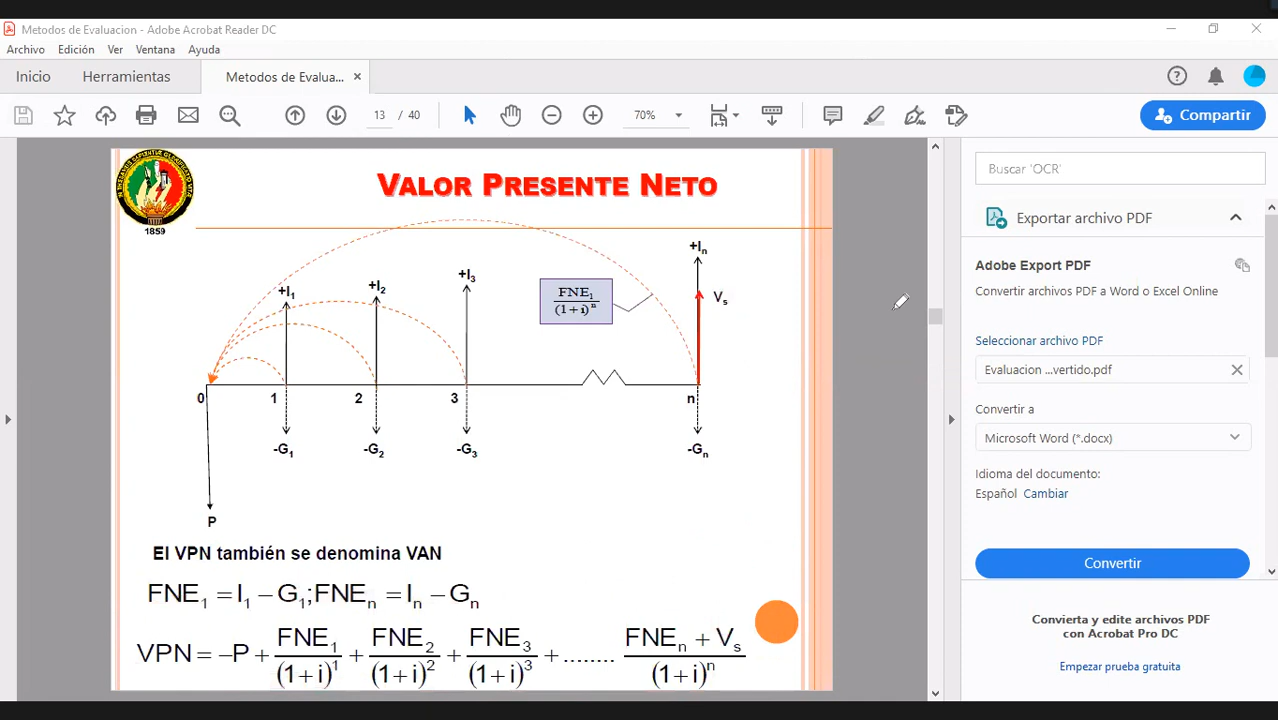 Metodos de Evaluacion - Adobe Acrobat Reader DC
Archivo Edición Ver Ventana Ayuda
Inicio Herramientas Metodos de Evalua... ×
13 / 40 70% Compartir
VALOR PRESENTE NETO
1859
+I₁ +I₂ +I₃ +Iₙ
FNE₁
(1+i)ⁿ
Vₛ
0 1 2 3 n
-G₁ -G₂ -G₃ -Gₙ
P
El VPN también se denomina VAN
FNE₁ = I₁ − G₁; FNEₙ = Iₙ − Gₙ
VPN = −P + FNE₁/(1+i)¹ + FNE₂/(1+i)² + FNE₃/(1+i)³ + ........ FNEₙ + Vₛ/(1+i)ⁿ
Buscar 'OCR'
Exportar archivo PDF
Adobe Export PDF
Convertir archivos PDF a Word o Excel Online
Seleccionar archivo PDF
Evaluacion ...vertido.pdf
Convertir a
Microsoft Word (*.docx)
Idioma del documento:
Español Cambiar
Convertir
Convierta y edite archivos PDF
con Acrobat Pro DC
Empezar prueba gratuita